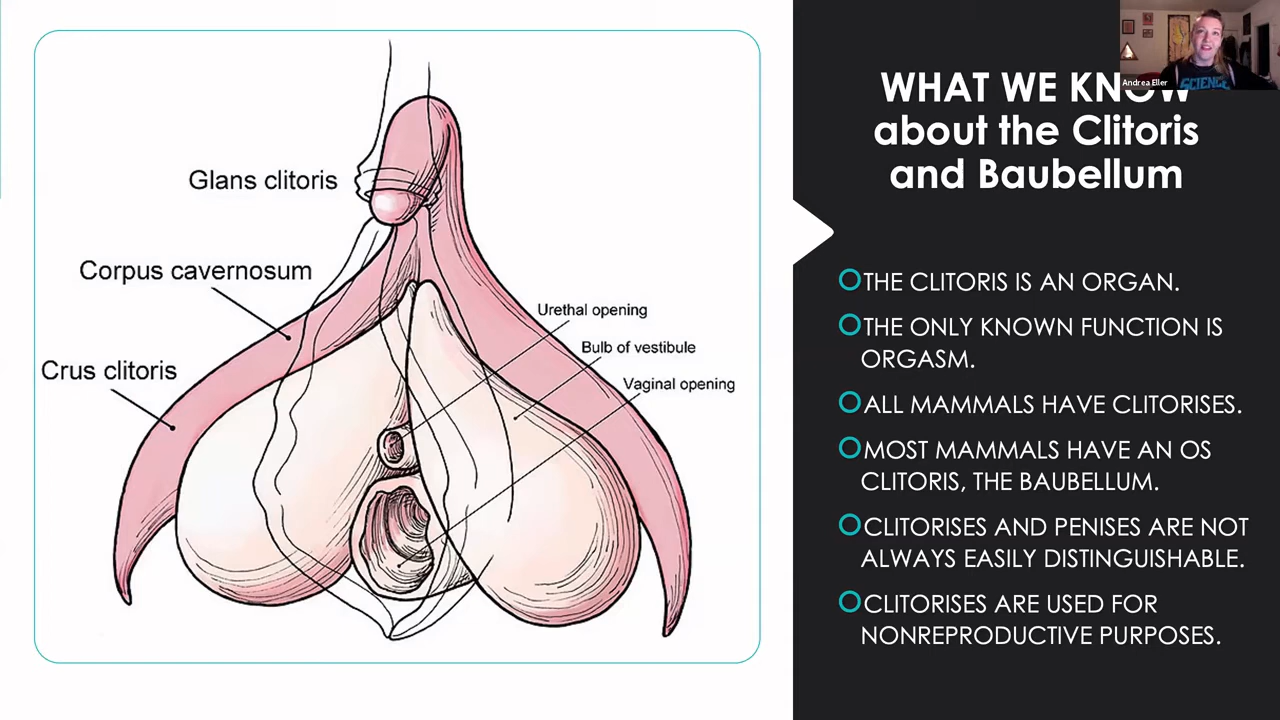 Glans clitoris
Corpus cavernosum
Crus clitoris
Urethal opening
Bulb of vestibule
Vaginal opening
Andrea Eller
SCIENCE
WHAT WE KNOW
about the Clitoris
and Baubellum
THE CLITORIS IS AN ORGAN.
THE ONLY KNOWN FUNCTION IS
ORGASM.
ALL MAMMALS HAVE CLITORISES.
MOST MAMMALS HAVE AN OS
CLITORIS, THE BAUBELLUM.
CLITORISES AND PENISES ARE NOT
ALWAYS EASILY DISTINGUISHABLE.
CLITORISES ARE USED FOR
NONREPRODUCTIVE PURPOSES.